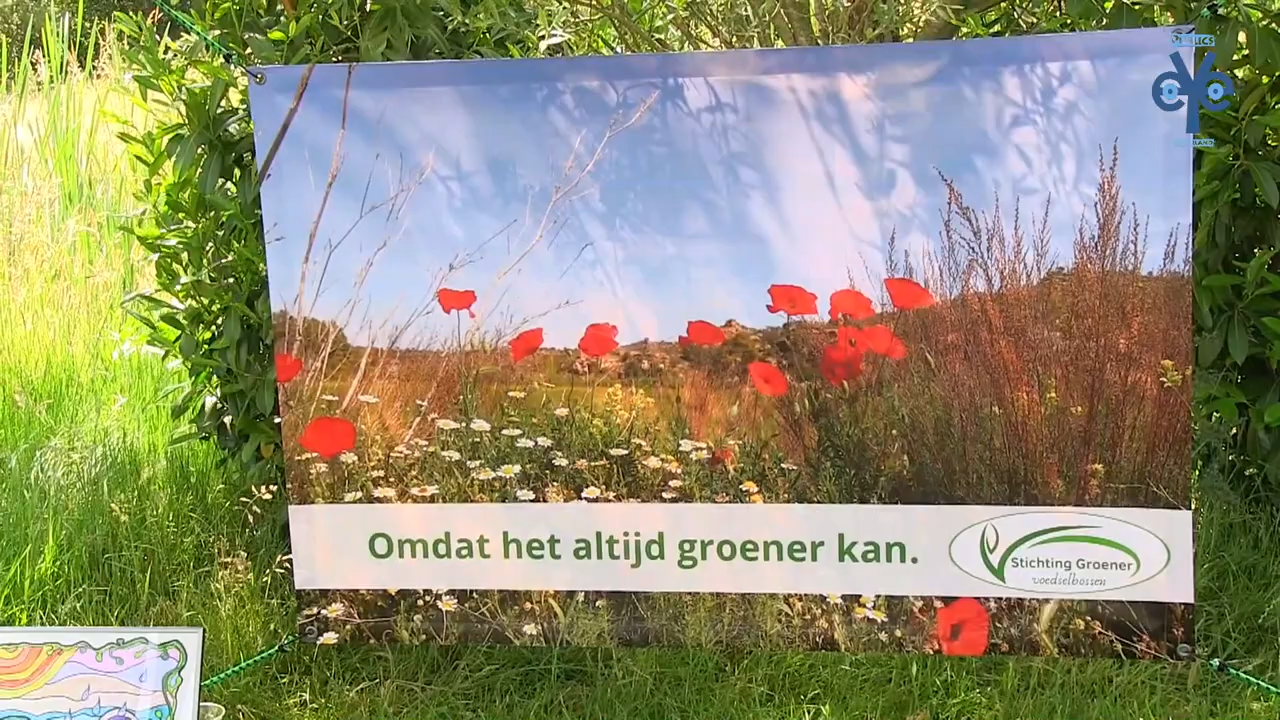 Omdat het altijd groener kan.
Stichting Groener
voedselbossen